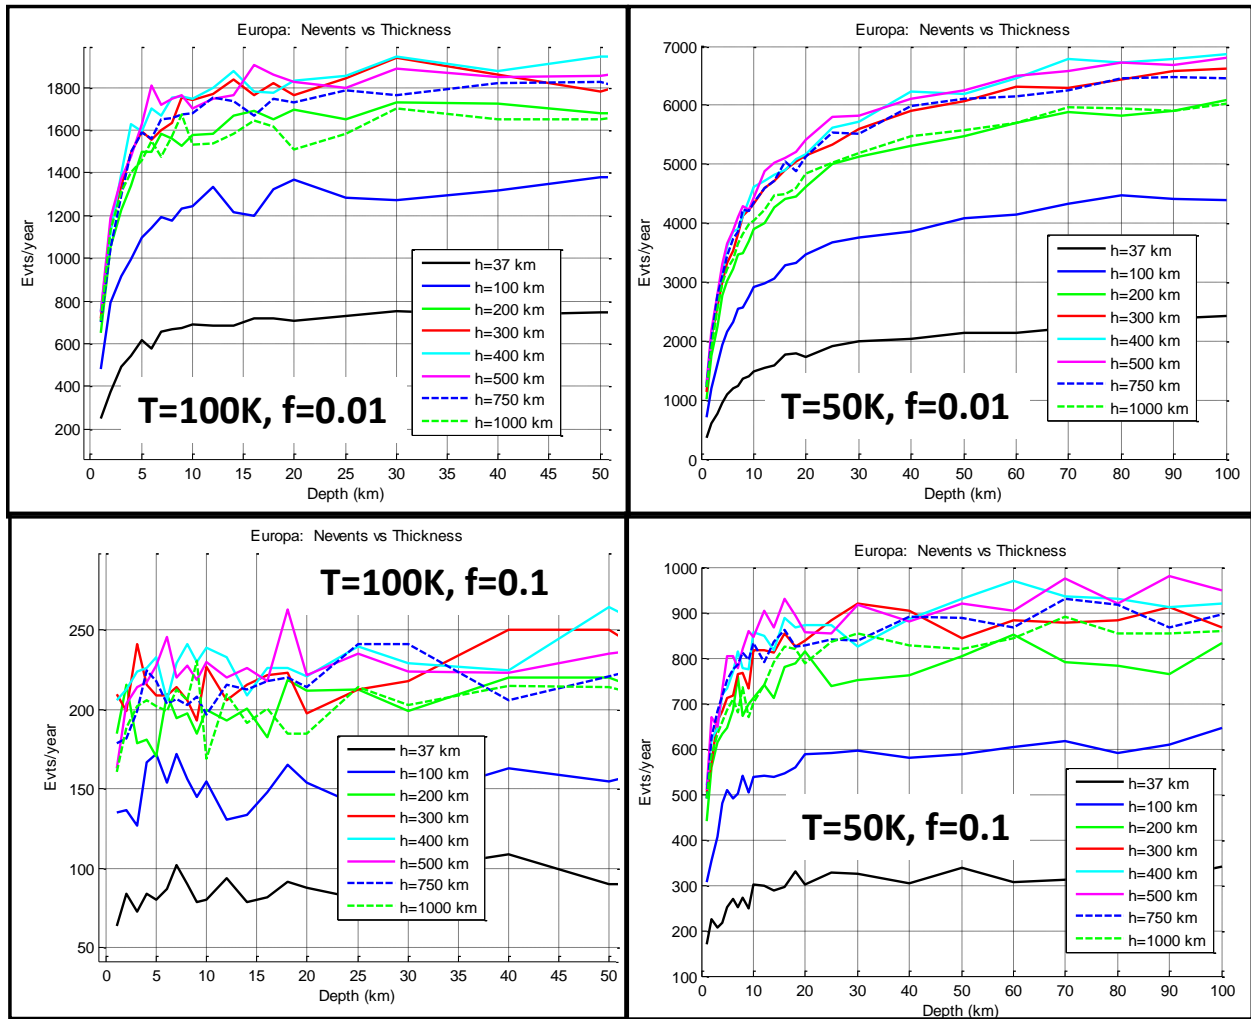 Europa: Nevents vs Thickness
Evts/year
1800
1600
1400
1200
1000
800
600
400
200
0 5 10 15 20 25 30 35 40 45 50
Depth (km)
h=37 km
h=100 km
h=200 km
h=300 km
h=400 km
h=500 km
h=750 km
h=1000 km
T=100K, f=0.01
Europa: Nevents vs Thickness
Evts/year
7000
6000
5000
4000
3000
2000
1000
0
0 10 20 30 40 50 60 70 80 90 100
Depth (km)
h=37 km
h=100 km
h=200 km
h=300 km
h=400 km
h=500 km
h=750 km
h=1000 km
T=50K, f=0.01
Europa: Nevents vs Thickness
T=100K, f=0.1
Evts/year
250
200
150
100
50
0 5 10 15 20 25 30 35 40 45 50
Depth (km)
h=37 km
h=100 km
h=200 km
h=300 km
h=400 km
h=500 km
h=750 km
h=1000 km
Europa: Nevents vs Thickness
Evts/year
1000
900
800
700
600
500
400
300
200
100
0 10 20 30 40 50 60 70 80 90 100
Depth (km)
h=37 km
h=100 km
h=200 km
h=300 km
h=400 km
h=500 km
h=750 km
h=1000 km
T=50K, f=0.1